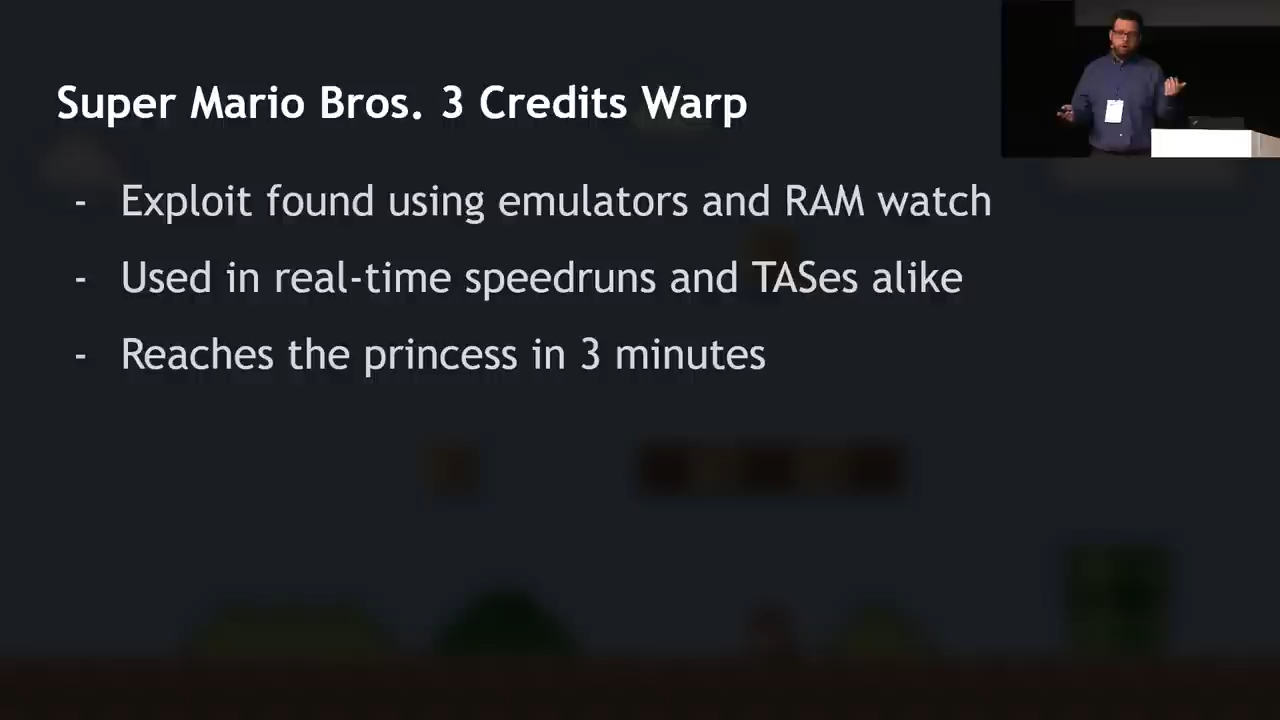 Super Mario Bros. 3 Credits Warp
- Exploit found using emulators and RAM watch
- Used in real-time speedruns and TASes alike
- Reaches the princess in 3 minutes